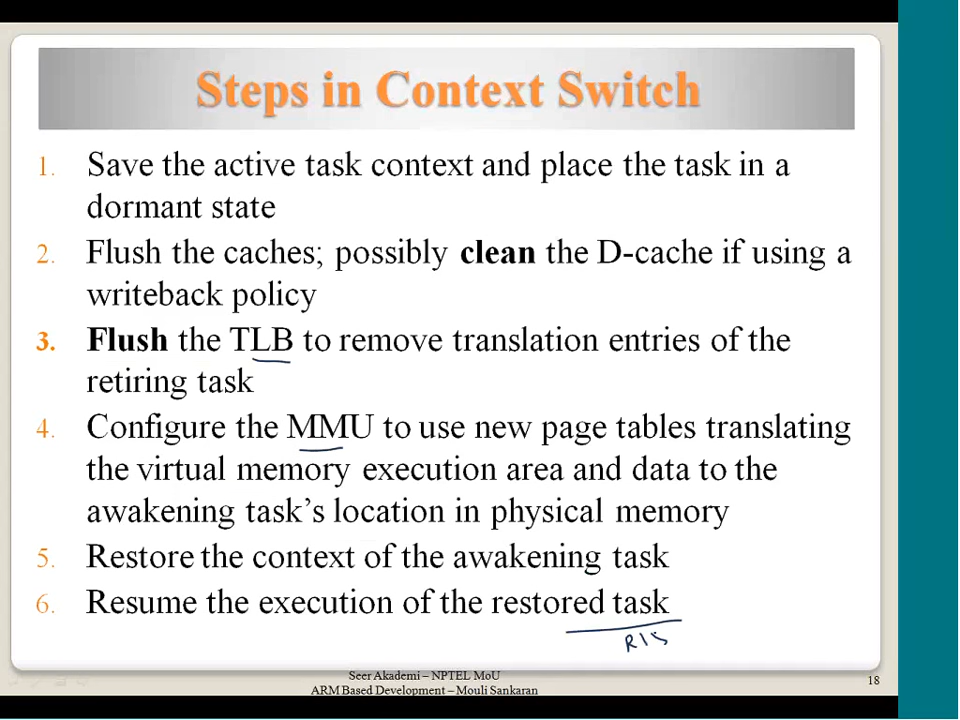 Steps in Context Switch
1. Save the active task context and place the task in a
dormant state
2. Flush the caches; possibly clean the D-cache if using a
writeback policy
3. Flush the TLB to remove translation entries of the
retiring task
4. Configure the MMU to use new page tables translating
the virtual memory execution area and data to the
awakening task's location in physical memory
5. Restore the context of the awakening task
6. Resume the execution of the restored task
R15
Seer Akademi – NPTEL MoU
ARM Based Development – Mouli Sankaran
18